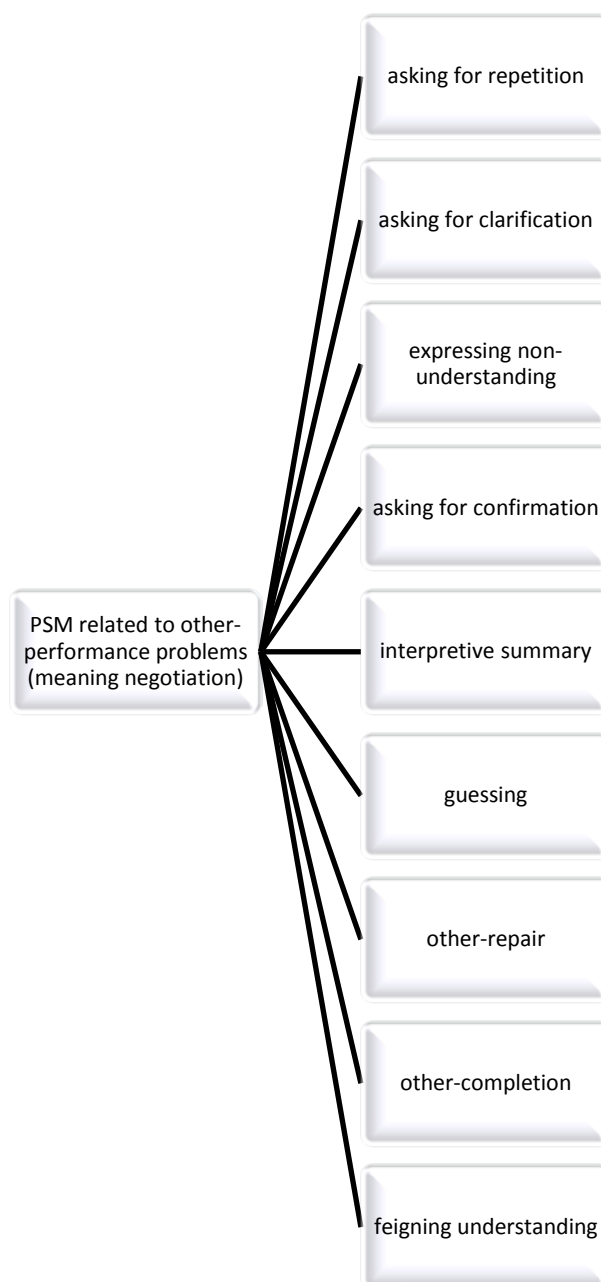 asking for repetition
asking for clarification
expressing non-
understanding
asking for confirmation
PSM related to other-
performance problems
(meaning negotiation)
interpretive summary
guessing
other-repair
other-completion
feigning understanding